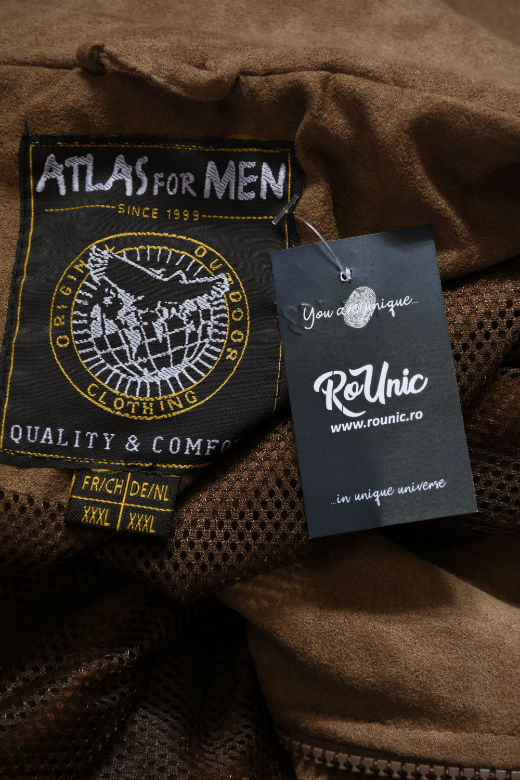 ATLAS FOR MEN
SINCE 1999
ORIGINAL OUTDOOR
CLOTHING
QUALITY &
FR/CH DE/NL
XXXL XXXL
You are unique...
RoUnic
www.rounic.ro
...in unique universe